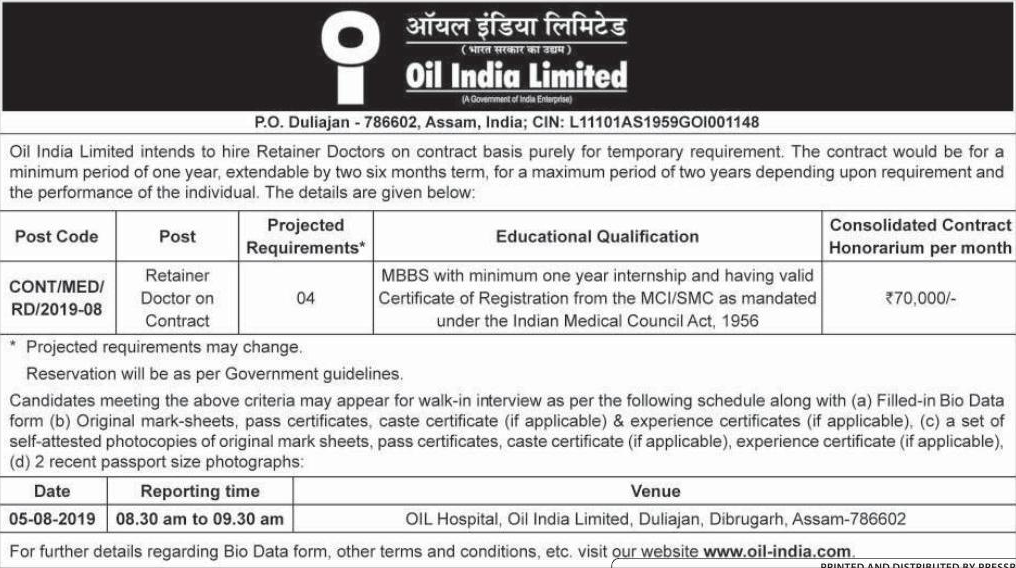 ऑयल इंडिया लिमिटेड
(भारत सरकार का उद्यम)
Oil India Limited
(A Government of India Enterprise)
P.O. Duliajan - 786602, Assam, India; CIN: L11101AS1959GOI001148
Oil India Limited intends to hire Retainer Doctors on contract basis purely for temporary requirement. The contract would be for a
minimum period of one year, extendable by two six months term, for a maximum period of two years depending upon requirement and
the performance of the individual. The details are given below:
Post Code
Post
Projected
Requirements*
Educational Qualification
Consolidated Contract
Honorarium per month
CONT/MED/
RD/2019-08
Retainer
Doctor on
Contract
04
MBBS with minimum one year internship and having valid
Certificate of Registration from the MCI/SMC as mandated
under the Indian Medical Council Act, 1956
₹70,000/-
* Projected requirements may change.
Reservation will be as per Government guidelines.
Candidates meeting the above criteria may appear for walk-in interview as per the following schedule along with (a) Filled-in Bio Data
form (b) Original mark-sheets, pass certificates, caste certificate (if applicable) & experience certificates (if applicable), (c) a set of
self-attested photocopies of original mark sheets, pass certificates, caste certificate (if applicable), experience certificate (if applicable),
(d) 2 recent passport size photographs:
Date
Reporting time
Venue
05-08-2019
08.30 am to 09.30 am
OIL Hospital, Oil India Limited, Duliajan, Dibrugarh, Assam-786602
For further details regarding Bio Data form, other terms and conditions, etc. visit our website www.oil-india.com.
PRINTED AND DISTRIBUTED BY